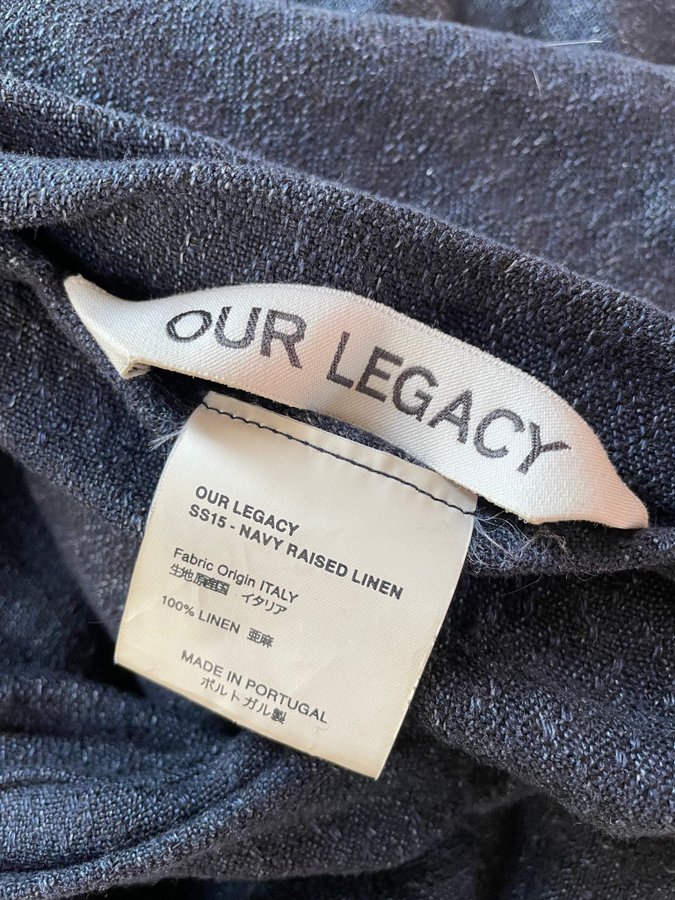 OUR LEGACY
OUR LEGACY
SS15 - NAVY RAISED LINEN
Fabric Origin ITALY
生地原産国 イタリア
100% LINEN 亜麻
MADE IN PORTUGAL
ポルトガル製